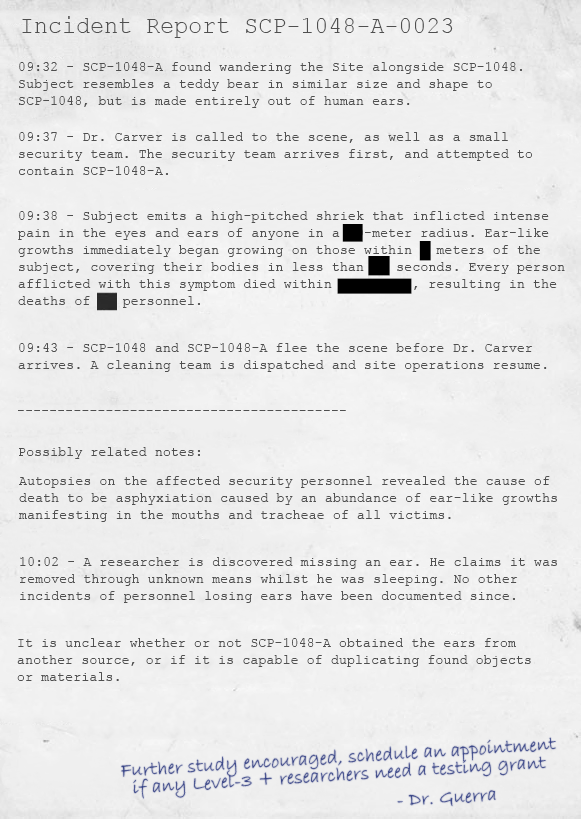 Incident Report SCP-1048-A-0023
09:32 - SCP-1048-A found wandering the Site alongside SCP-1048.
Subject resembles a teddy bear in similar size and shape to
SCP-1048, but is made entirely out of human ears.
09:37 - Dr. Carver is called to the scene, as well as a small
security team. The security team arrives first, and attempted to
contain SCP-1048-A.
09:38 - Subject emits a high-pitched shriek that inflicted intense
pain in the eyes and ears of anyone in a -meter radius. Ear-like
growths immediately began growing on those within meters of the
subject, covering their bodies in less than seconds. Every person
afflicted with this symptom died within , resulting in the
deaths of personnel.
09:43 - SCP-1048 and SCP-1048-A flee the scene before Dr. Carver
arrives. A cleaning team is dispatched and site operations resume.
-----------------------------------------
Possibly related notes:
Autopsies on the affected security personnel revealed the cause of
death to be asphyxiation caused by an abundance of ear-like growths
manifesting in the mouths and tracheae of all victims.
10:02 - A researcher is discovered missing an ear. He claims it was
removed through unknown means whilst he was sleeping. No other
incidents of personnel losing ears have been documented since.
It is unclear whether or not SCP-1048-A obtained the ears from
another source, or if it is capable of duplicating found objects
or materials.
Further study encouraged, schedule an appointment
if any Level-3 + researchers need a testing grant
- Dr. Guerra